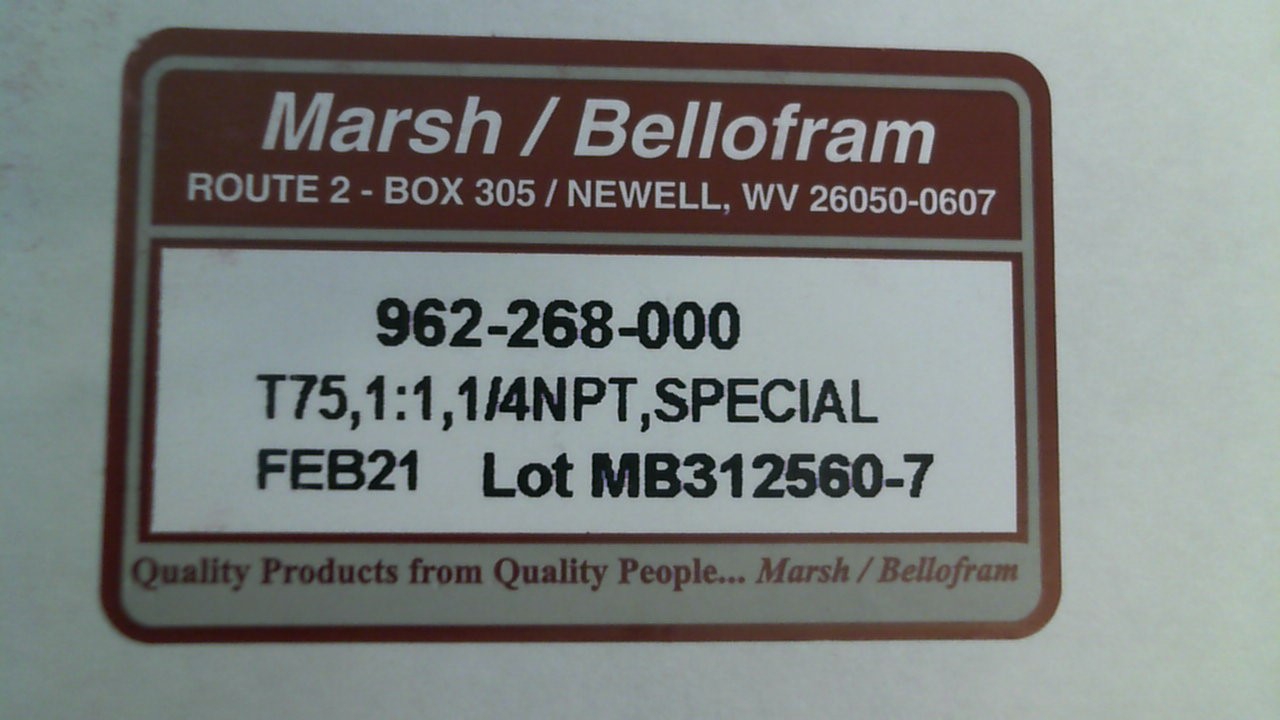 Marsh / Bellofram
ROUTE 2 - BOX 305 / NEWELL, WV 26050-0607
962-268-000
T75,1:1,1/4NPT,SPECIAL
FEB21 Lot MB312560-7
Quality Products from Quality People... Marsh / Bellofram